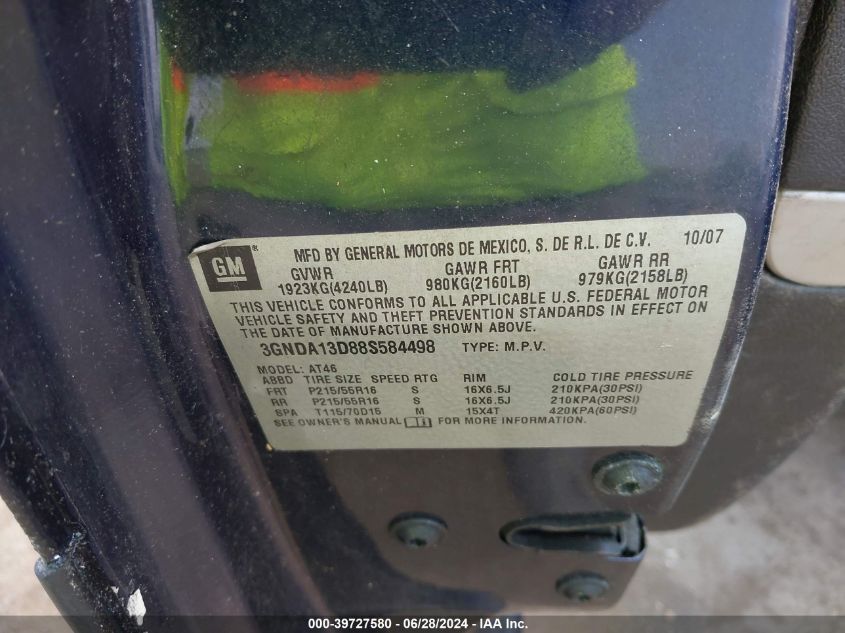 GM ® MFD BY GENERAL MOTORS DE MEXICO, S. DE R.L. DE C.V. 10/07
GVWR GAWR FRT GAWR RR
1923KG(4240LB) 980KG(2160LB) 979KG(2158LB)
THIS VEHICLE CONFORMS TO ALL APPLICABLE U.S. FEDERAL MOTOR
VEHICLE SAFETY AND THEFT PREVENTION STANDARDS IN EFFECT ON
THE DATE OF MANUFACTURE SHOWN ABOVE.
3GNDA13D88S584498 TYPE: M.P.V.
MODEL: AT46
ABBD TIRE SIZE SPEED RTG RIM COLD TIRE PRESSURE
FRT P215/55R16 S 16X6.5J 210KPA(30PSI)
RR P215/55R16 S 16X6.5J 210KPA(30PSI)
SPA T115/70D15 M 15X4T 420KPA(60PSI)
SEE OWNER'S MANUAL FOR MORE INFORMATION.
000-39727580 / 06/28/2024 / IAA Inc.